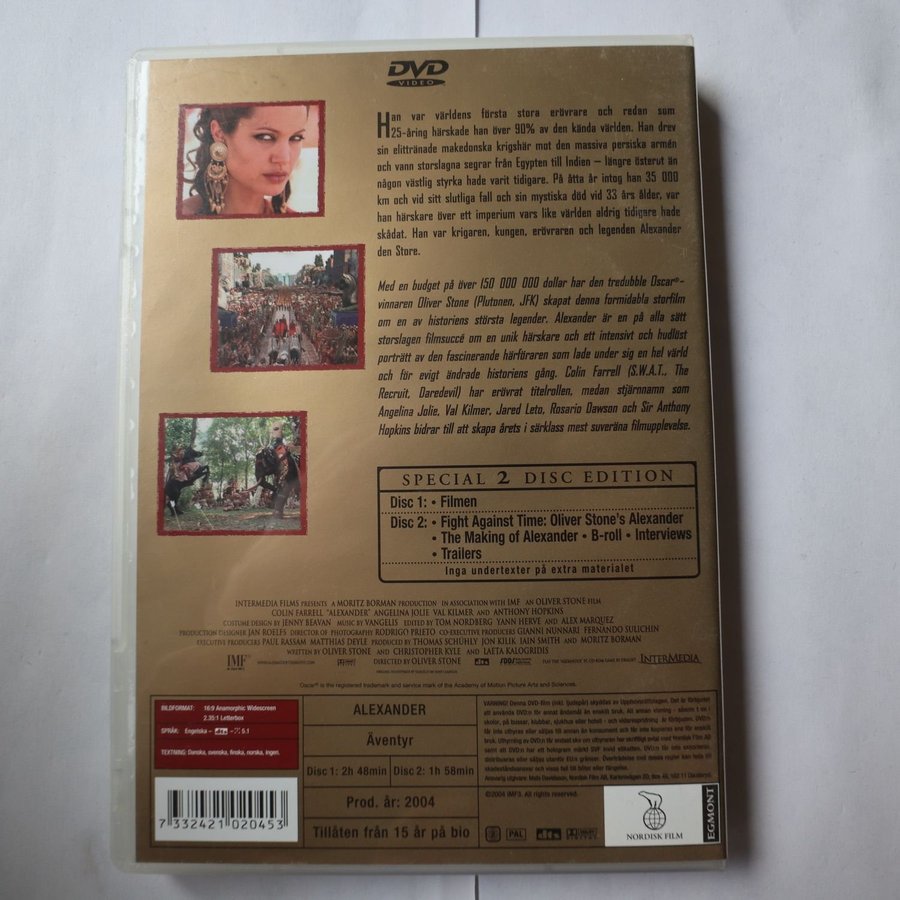 DVD
VIDEO
Han var världens första stora erövrare och redan som
25-åring härskade han över 90% av den kända världen. Han drev
sin elittränade makedonska krigshär mot den massiva persiska armén
och vann storslagna segrar från Egypten till Indien – längre österut än
någon västlig styrka hade varit tidigare. På åtta år intog han 35 000
km och vid sitt slutliga fall och sin mystiska död vid 33 års ålder, var
han härskare över ett imperium vars like världen aldrig tidigare hade
skådat. Han var krigaren, kungen, erövraren och legenden Alexander
den Store.
Med en budget på över 150 000 000 dollar har den tredubble Oscar®-
vinnaren Oliver Stone (Plutonen, JFK) skapat denna formidabla storfilm
om en av historiens största legender. Alexander är en på alla sätt
storslagen filmsuccé om en unik härskare och ett intensivt och hudlöst
porträtt av den fascinerande härföraren som lade under sig en hel värld
och för evigt ändrade historiens gång. Colin Farrell (S.W.A.T., The
Recruit, Daredevil) har erövrat titelrollen, medan stjärnnamn som
Angelina Jolie, Val Kilmer, Jared Leto, Rosario Dawson och Sir Anthony
Hopkins bidrar till att skapa årets i särklass mest suveräna filmupplevelse.
SPECIAL 2 DISC EDITION
Disc 1: • Filmen
Disc 2: • Fight Against Time: Oliver Stone's Alexander
• The Making of Alexander • B-roll • Interviews
• Trailers
Inga undertexter på extra materialet
INTERMEDIA FILMS PRESENTS A MORITZ BORMAN PRODUCTION IN ASSOCIATION WITH IMF AN OLIVER STONE FILM
COLIN FARRELL "ALEXANDER" ANGELINA JOLIE VAL KILMER AND ANTHONY HOPKINS
COSTUME DESIGN BY JENNY BEAVAN MUSIC BY VANGELIS EDITED BY TOM NORDBERG YANN HERVE AND ALEX MARQUEZ
PRODUCTION DESIGNER JAN ROELFS DIRECTOR OF PHOTOGRAPHY RODRIGO PRIETO CO-EXECUTIVE PRODUCERS GIANNI NUNNARI FERNANDO SULICHIN
EXECUTIVE PRODUCERS PAUL RASSAM MATTHIAS DEYLE PRODUCED BY THOMAS SCHÜHLY JON KILIK IAIN SMITH AND MORITZ BORMAN
WRITTEN BY OLIVER STONE AND CHRISTOPHER KYLE AND LAETA KALOGRIDIS
IMF DIRECTED BY OLIVER STONE dts INTERMEDIA
Oscar® is the registered trademark and service mark of the Academy of Motion Picture Arts and Sciences.
BILDFORMAT: 16:9 Anamorphic Widescreen
2.35:1 Letterbox
SPRÅK: Engelska - dts - 5.1
TEXTNING: Danska, svenska, finska, norska, ingen.
7 332421 020453
ALEXANDER
Äventyr
Disc 1: 2h 48min Disc 2: 1h 58min
Prod. år: 2004
Tillåten från 15 år på bio
©2004 IMF3. All rights reserved.
PAL dts
NORDISK FILM
EGMONT